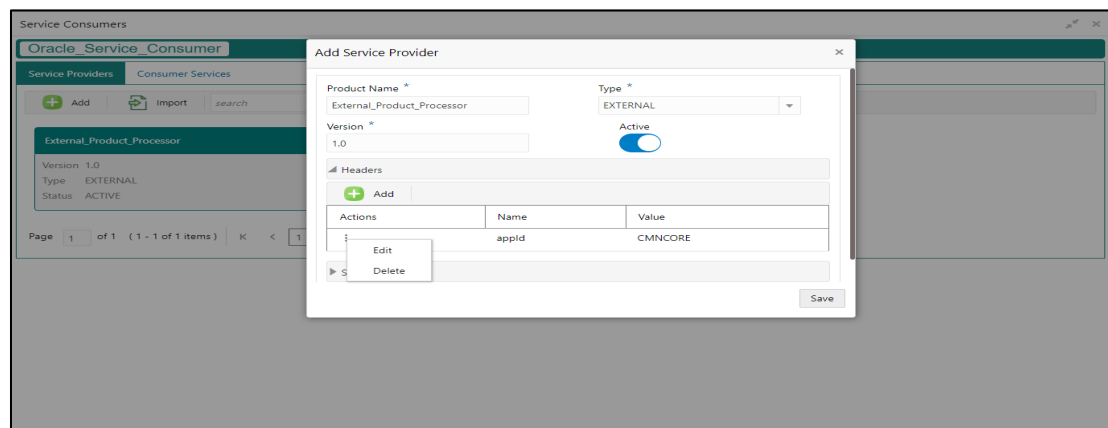 Service Consumers
Oracle_Service_Consumer
Service Providers Consumer Services
Add Import search
External_Product_Processor
Version 1.0
Type EXTERNAL
Status ACTIVE
Page 1 of 1 ( 1 - 1 of 1 items ) K < 1
Add Service Provider ×
Product Name * Type *
External_Product_Processor EXTERNAL
Version * Active
1.0
Headers
Add
Actions Name Value
appId CMNCORE
Edit
Delete
S
Save